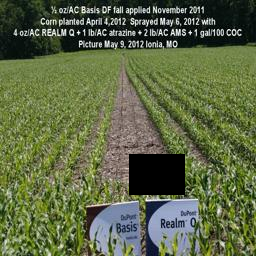 ½ oz/AC Basis DF fall applied November 2011
Corn planted April 4,2012 Sprayed May 6, 2012 with
4 oz/AC REALM Q + 1 lb/AC atrazine + 2 lb/AC AMS + 1 gal/100 COC
Picture May 9, 2012 Ionia, MO
DuPont
Basis
DuPont
Realm Q